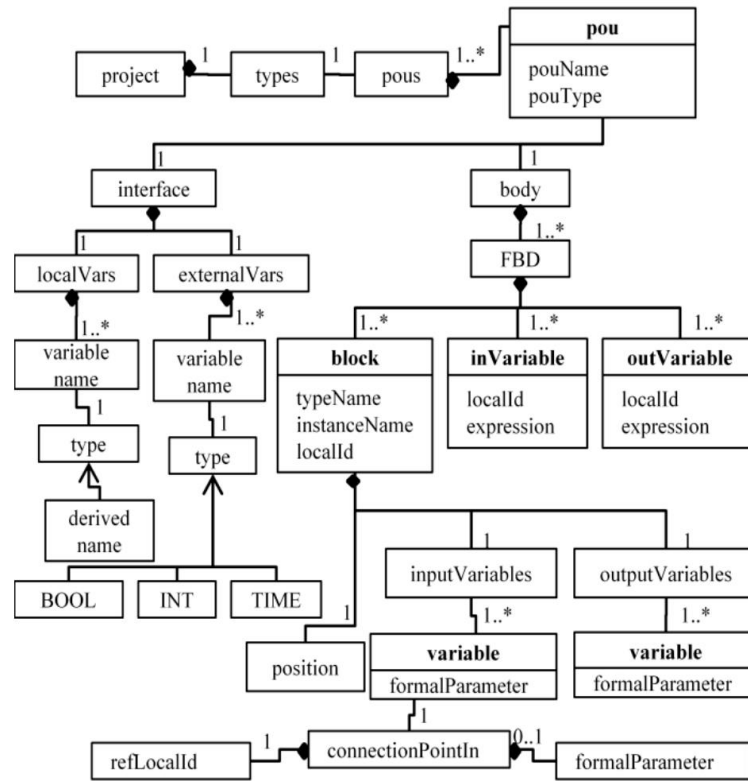 pou
1
1
1..*
project
types
pous
pouName
pouType
1
1
interface
body
1
1
1..*
localVars
externalVars
FBD
1..*
1..*
1..*
1..*
1..*
variable
name
variable
name
block
inVariable
outVariable
typeName
instanceName
localId
localId
expression
localId
expression
1
1
type
type
derived
name
1
1
inputVariables
outputVariables
BOOL
INT
TIME
1
1..*
1..*
position
variable
variable
formalParameter
formalParameter
1
1
0..1
refLocalId
connectionPointIn
formalParameter